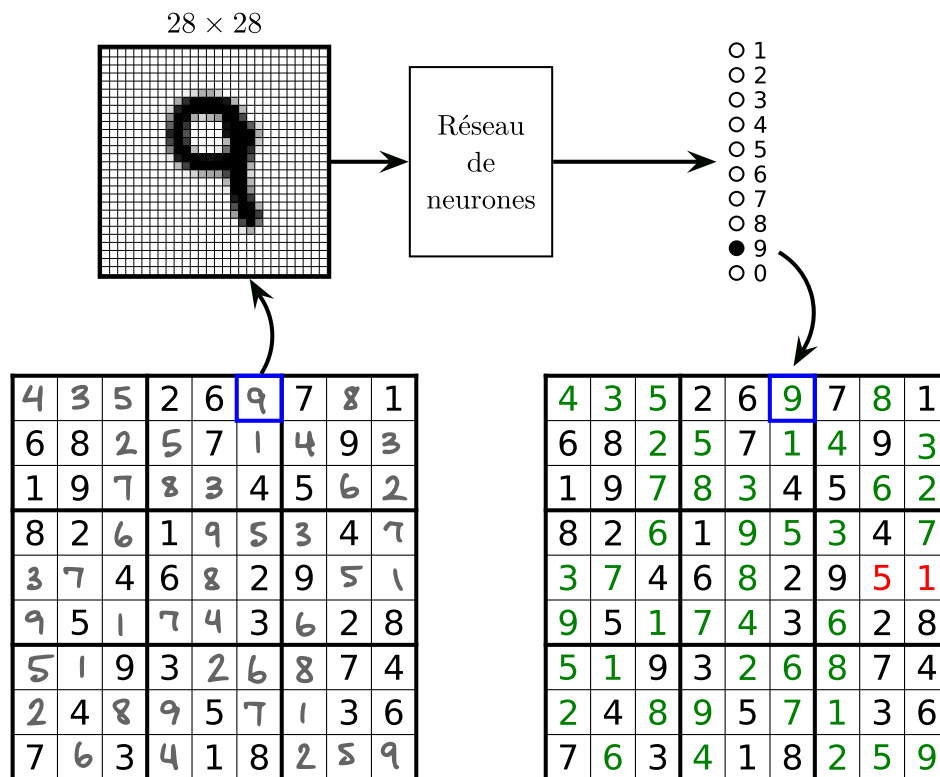 28 × 28
1
2
3
4
5
6
7
8
9
0
Réseau
de
neurones
4 3 5 2 6 9 7 8 1
6 8 2 5 7 1 4 9 3
1 9 7 8 3 4 5 6 2
8 2 6 1 9 5 3 4 7
3 7 4 6 8 2 9 5 1
9 5 1 7 4 3 6 2 8
5 1 9 3 2 6 8 7 4
2 4 8 9 5 7 1 3 6
7 6 3 4 1 8 2 5 9
4 3 5 2 6 9 7 8 1
6 8 2 5 7 1 4 9 3
1 9 7 8 3 4 5 6 2
8 2 6 1 9 5 3 4 7
3 7 4 6 8 2 9 5 1
9 5 1 7 4 3 6 2 8
5 1 9 3 2 6 8 7 4
2 4 8 9 5 7 1 3 6
7 6 3 4 1 8 2 5 9